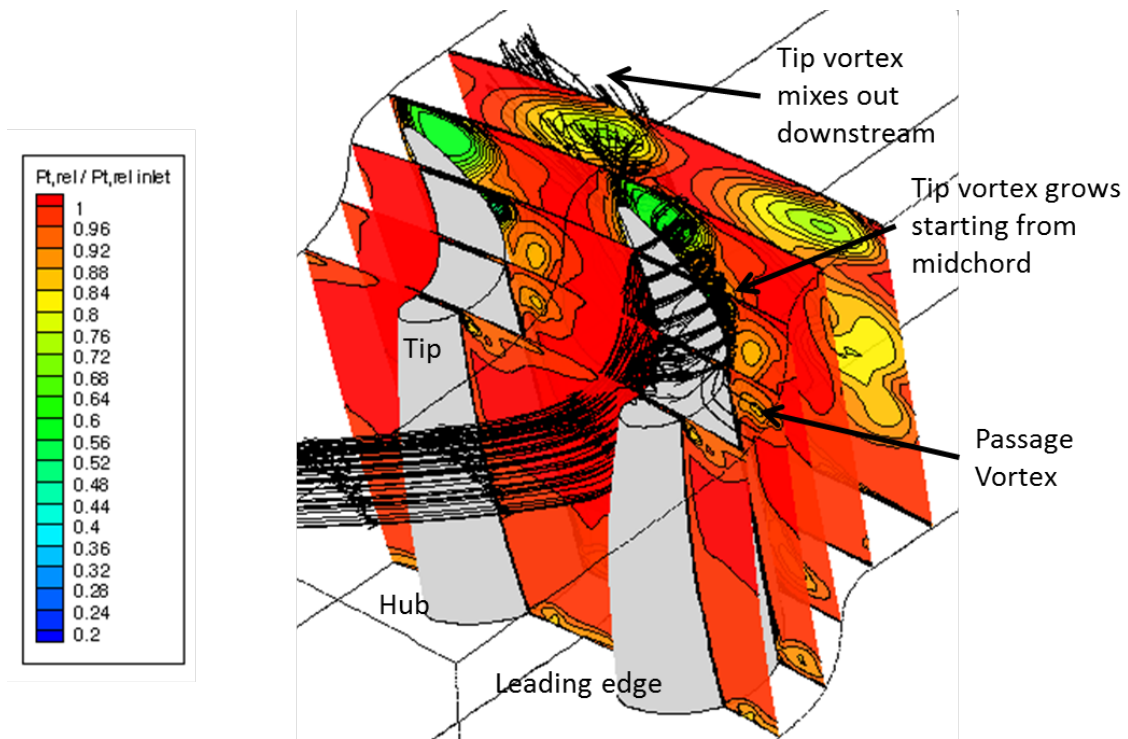 Pt,rel / Pt,rel inlet
1
0.96
0.92
0.88
0.84
0.8
0.76
0.72
0.68
0.64
0.6
0.56
0.52
0.48
0.44
0.4
0.36
0.32
0.28
0.24
0.2
Tip vortex
mixes out
downstream
Tip vortex grows
starting from
midchord
Tip
Passage
Vortex
Hub
Leading edge